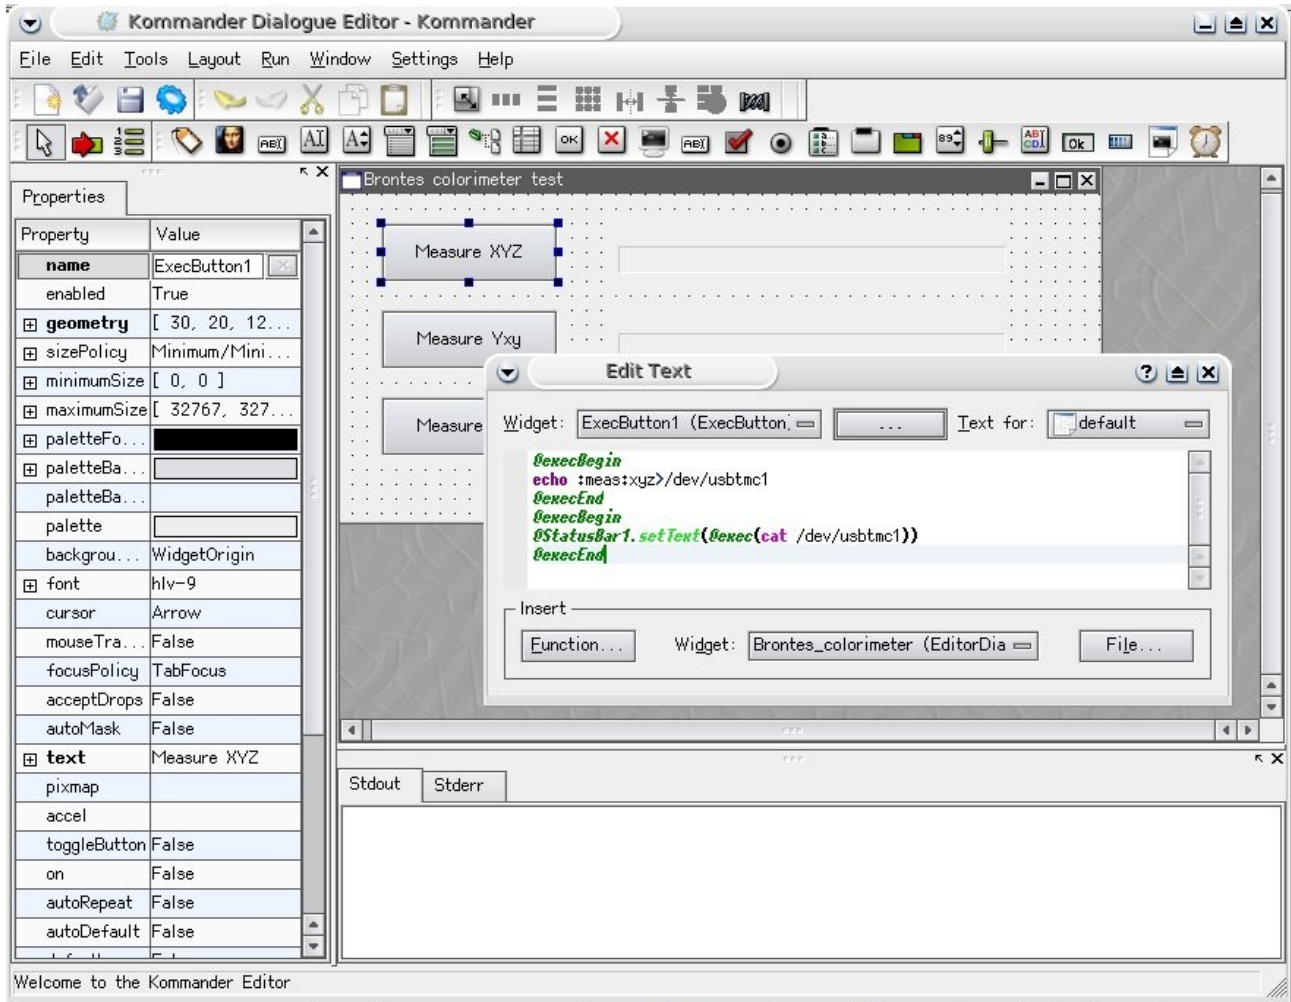 Kommander Dialogue Editor - Kommander
File Edit Tools Layout Run Window Settings Help
Properties
Property Value
name ExecButton1
enabled True
geometry [ 30, 20, 12...
sizePolicy Minimum/Mini...
minimumSize [ 0, 0 ]
maximumSize [ 32767, 327...
paletteFo...
paletteBa...
paletteBa...
palette
backgrou... WidgetOrigin
font hlv-9
cursor Arrow
mouseTra... False
focusPolicy TabFocus
acceptDrops False
autoMask False
text Measure XYZ
pixmap
accel
toggleButton False
on False
autoRepeat False
autoDefault False
Brontes colorimeter test
Measure XYZ
Measure Yxy
Measure
Edit Text
Widget: ExecButton1 (ExecButton) ... Text for: default
@execBegin
echo :meas:xyz>/dev/usbtmc1
@execEnd
@execBegin
@StatusBar1.setText(@exec(cat /dev/usbtmc1))
@execEnd
Insert
Function... Widget: Brontes_colorimeter (EditorDia File...
Stdout Stderr
Welcome to the Kommander Editor